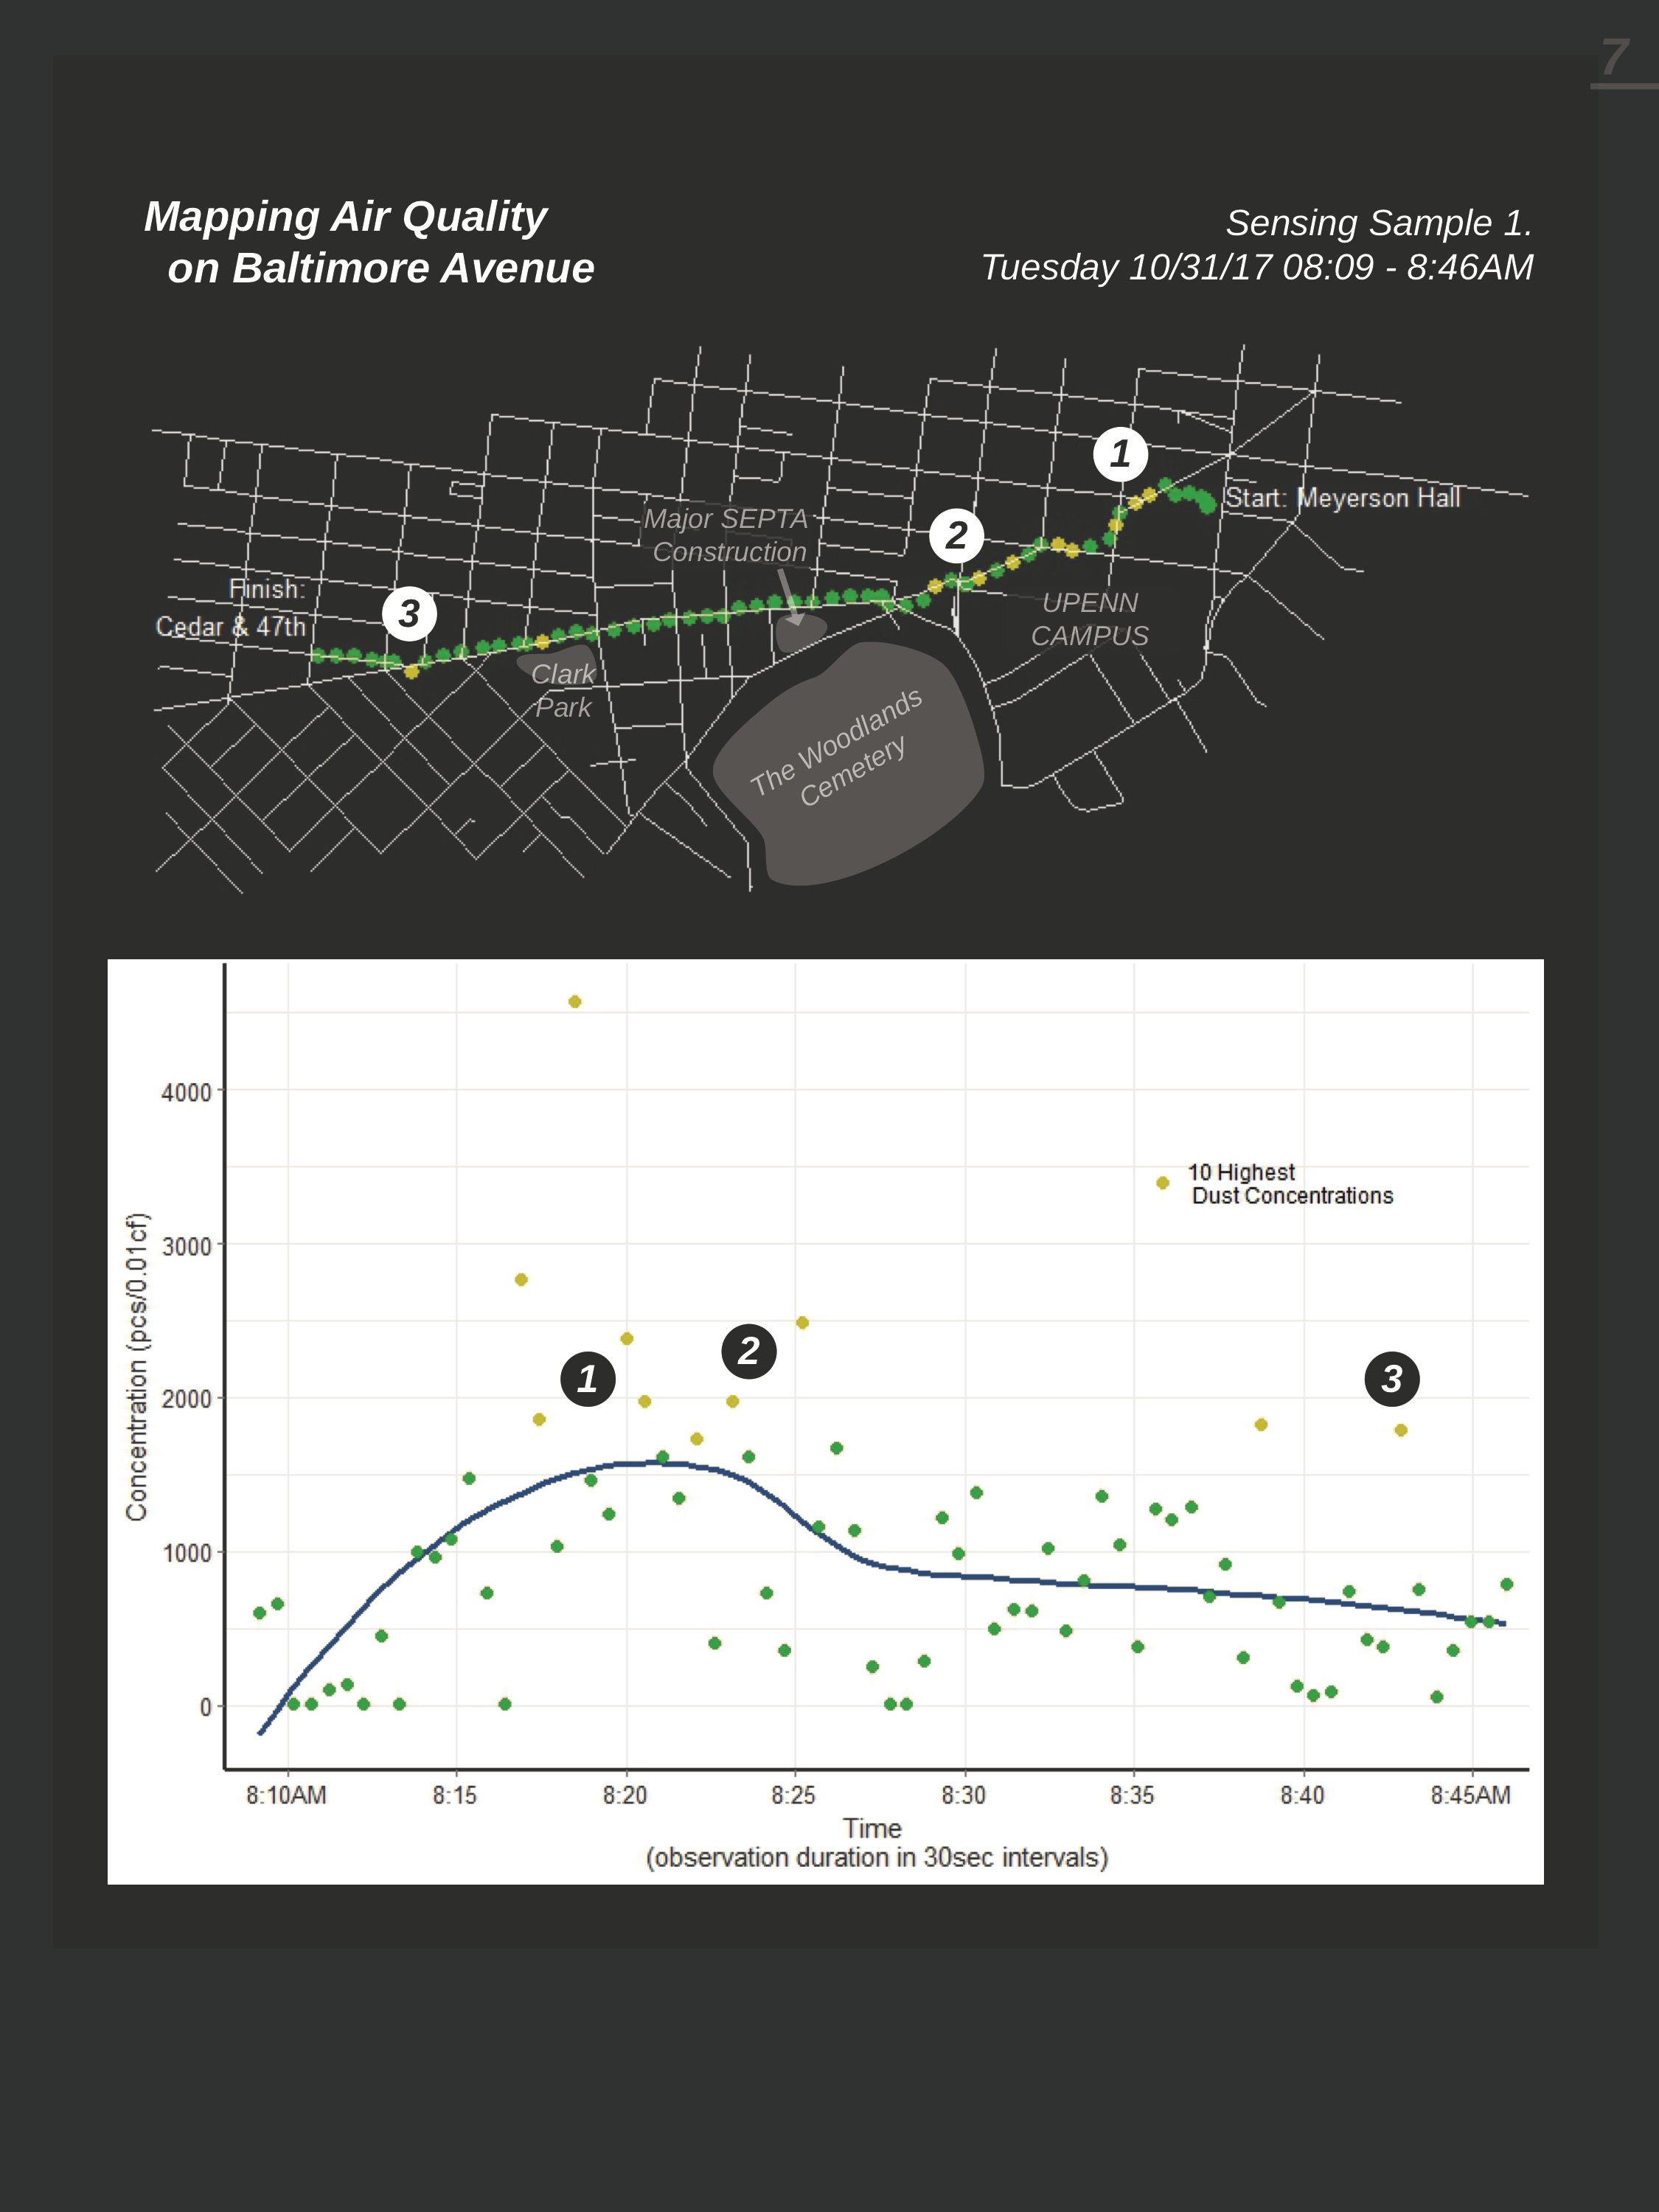 7
Mapping Air Quality
on Baltimore Avenue
Sensing Sample 1.
Tuesday 10/31/17 08:09 - 8:46AM
1
Start: Meyerson Hall
Major SEPTA
Construction
2
Finish:
Cedar & 47th
3
UPENN
CAMPUS
Clark
Park
The Woodlands
Cemetery
4000
3000
2000
1000
0
Concentration (pcs/0.01cf)
10 Highest
Dust Concentrations
1
2
3
8:10AM
8:15
8:20
8:25
8:30
8:35
8:40
8:45AM
Time
(observation duration in 30sec intervals)